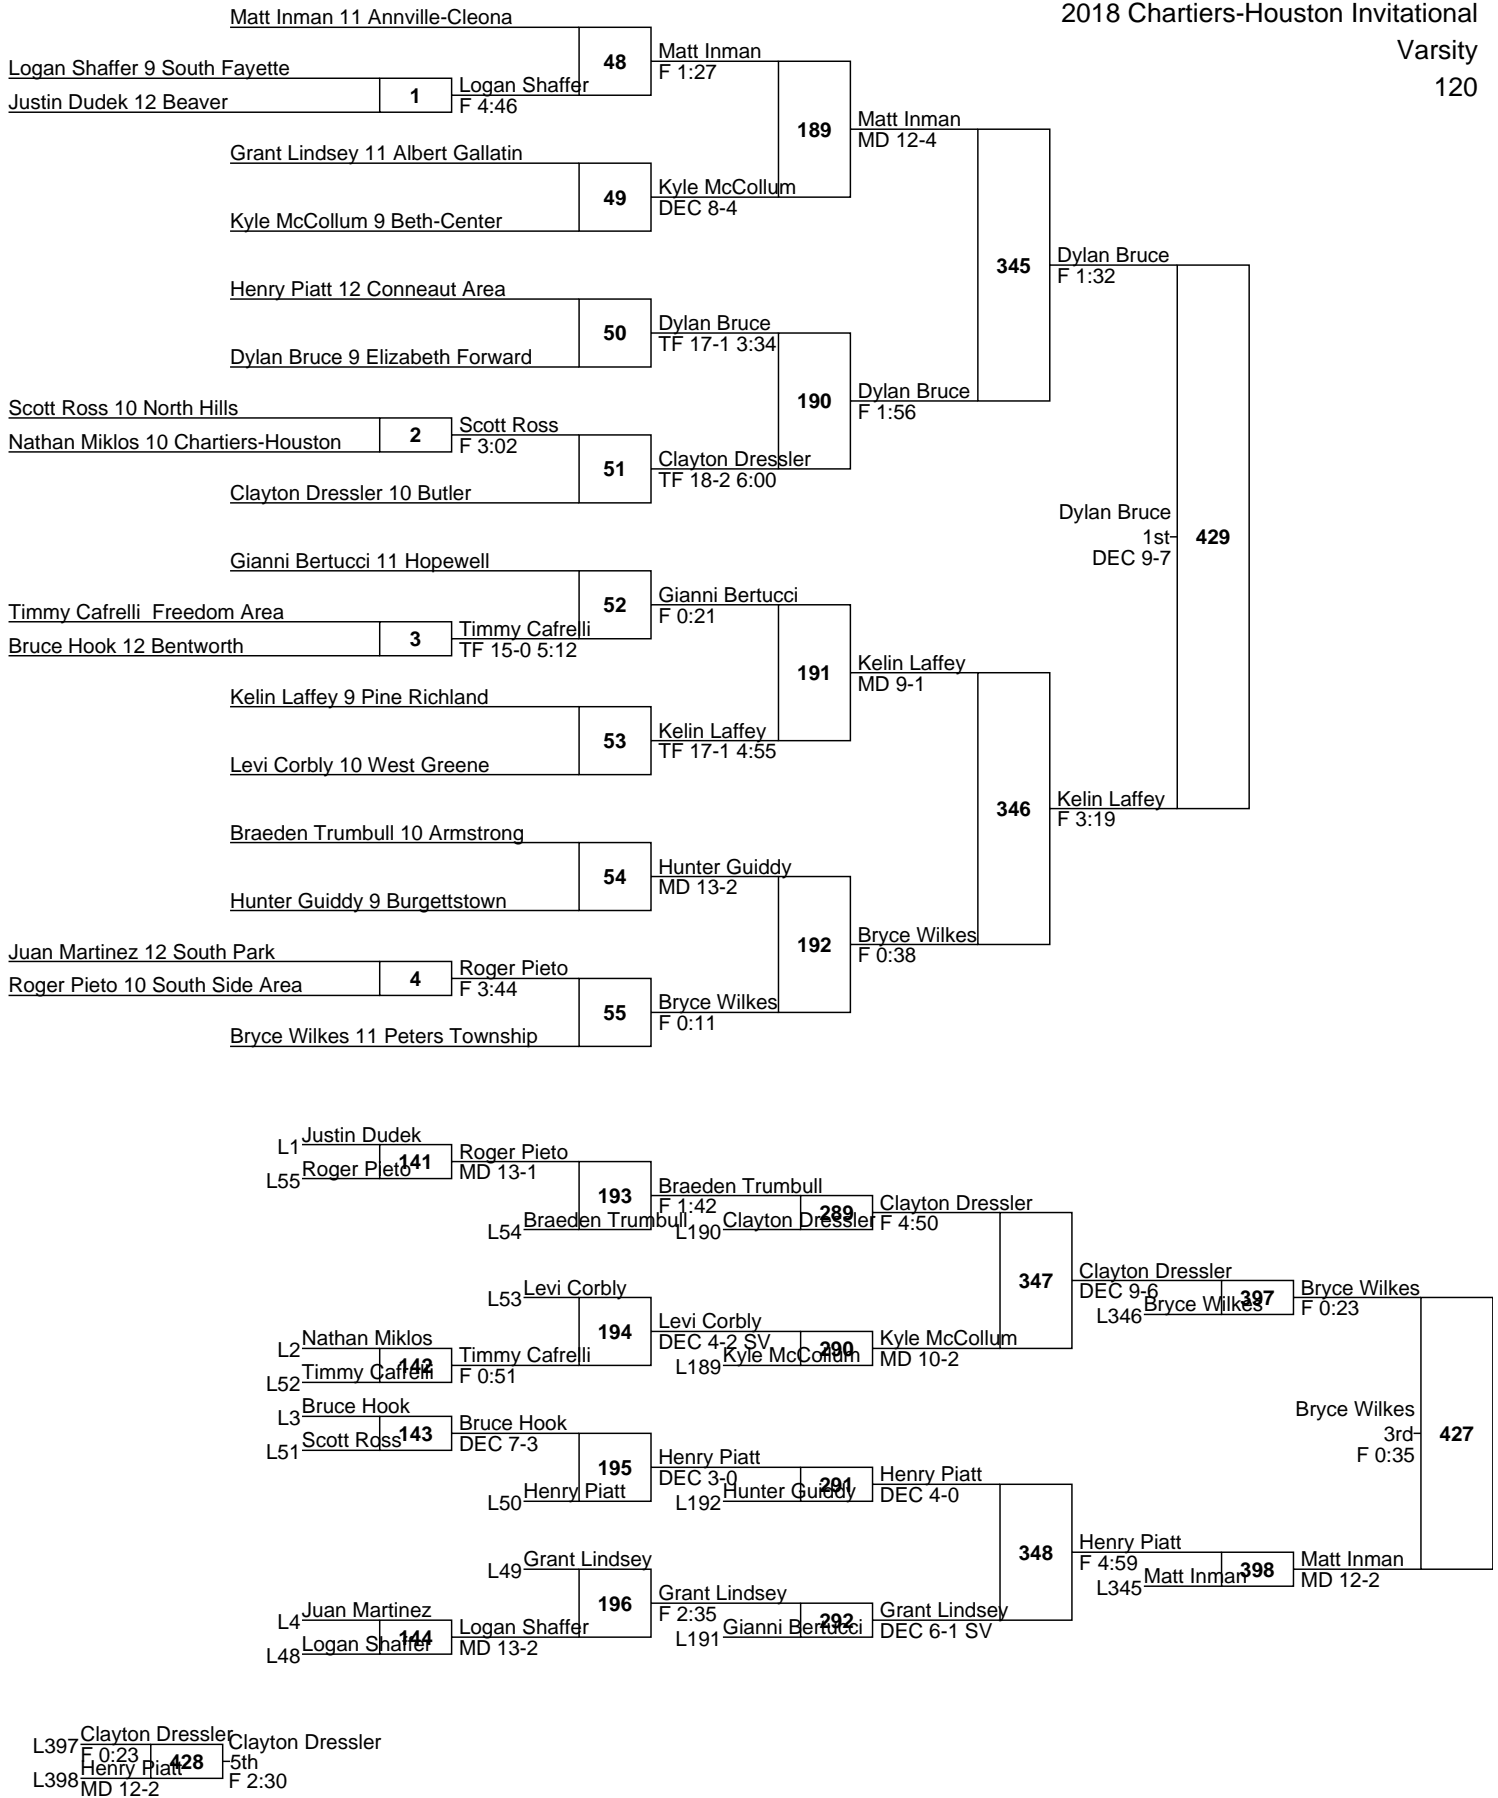 2018 Chartiers-Houston Invitational
Varsity
120
Matt Inman 11 Annville-Cleona
48
Matt Inman
F 1:27
Logan Shaffer 9 South Fayette
1
Logan Shaffer
F 4:46
Justin Dudek 12 Beaver
189
Matt Inman
MD 12-4
Grant Lindsey 11 Albert Gallatin
49
Kyle McCollum
DEC 8-4
Kyle McCollum 9 Beth-Center
345
Dylan Bruce
F 1:32
Henry Piatt 12 Conneaut Area
50
Dylan Bruce
TF 17-1 3:34
Dylan Bruce 9 Elizabeth Forward
190
Dylan Bruce
F 1:56
Scott Ross 10 North Hills
2
Scott Ross
F 3:02
Nathan Miklos 10 Chartiers-Houston
51
Clayton Dressler
TF 18-2 6:00
Clayton Dressler 10 Butler
Dylan Bruce
1st
429
DEC 9-7
Gianni Bertucci 11 Hopewell
52
Gianni Bertucci
F 0:21
Timmy Cafrelli  Freedom Area
3
Timmy Cafrelli
TF 15-0 5:12
Bruce Hook 12 Bentworth
191
Kelin Laffey
MD 9-1
Kelin Laffey 9 Pine Richland
53
Kelin Laffey
TF 17-1 4:55
Levi Corbly 10 West Greene
346
Kelin Laffey
F 3:19
Braeden Trumbull 10 Armstrong
54
Hunter Guiddy
MD 13-2
Hunter Guiddy 9 Burgettstown
192
Bryce Wilkes
F 0:38
Juan Martinez 12 South Park
4
Roger Pieto
F 3:44
Roger Pieto 10 South Side Area
55
Bryce Wilkes
F 0:11
Bryce Wilkes 11 Peters Township
L1
Justin Dudek
141
Roger Pieto
MD 13-1
L55
Roger Pieto
193
Braeden Trumbull
F 1:42
L54
Braeden Trumbull
L190
Clayton Dressler
289
Clayton Dressler
F 4:50
347
Clayton Dressler
DEC 9-6
L346
Bryce Wilkes
397
Bryce Wilkes
F 0:23
L53
Levi Corbly
194
Levi Corbly
DEC 4-2 SV
L2
Nathan Miklos
142
Timmy Cafrelli
F 0:51
L52
Timmy Cafrelli
L189
Kyle McCollum
290
Kyle McCollum
MD 10-2
L3
Bruce Hook
143
Bruce Hook
DEC 7-3
L51
Scott Ross
Bryce Wilkes
3rd
427
F 0:35
195
Henry Piatt
DEC 3-0
L50
Henry Piatt
L192
Hunter Guiddy
291
Henry Piatt
DEC 4-0
348
Henry Piatt
F 4:59
L345
Matt Inman
398
Matt Inman
MD 12-2
L49
Grant Lindsey
196
Grant Lindsey
F 2:35
L4
Juan Martinez
144
Logan Shaffer
MD 13-2
L48
Logan Shaffer
L191
Gianni Bertucci
292
Grant Lindsey
DEC 6-1 SV
L397
Clayton Dressler
F 0:23
428
Clayton Dressler
5th
F 2:30
L398
Henry Piatt
MD 12-2